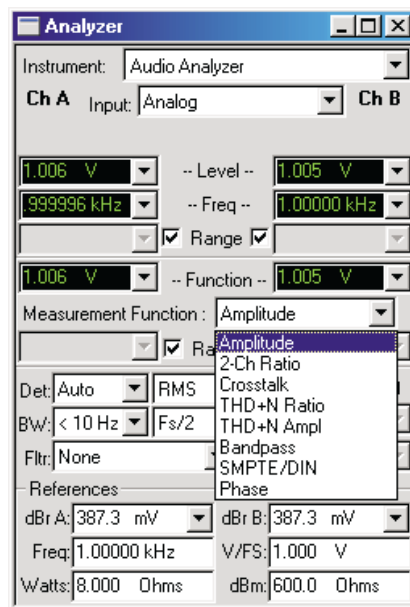 Analyzer
Instrument: Audio Analyzer
Ch A Input: Analog Ch B
1.006 V -- Level -- 1.005 V
.999996 kHz -- Freq -- 1.00000 kHz
Range
1.006 V -- Function -- 1.005 V
Measurement Function : Amplitude
Ra
Amplitude
2-Ch Ratio
Crosstalk
THD+N Ratio
THD+N Ampl
Bandpass
SMPTE/DIN
Phase
Det: Auto RMS
BW: < 10 Hz Fs/2
Fltr: None
References
dBr A: 387.3 mV dBr B: 387.3 mV
Freq: 1.00000 kHz V/FS: 1.000 V
Watts: 8.000 Ohms dBm: 600.0 Ohms